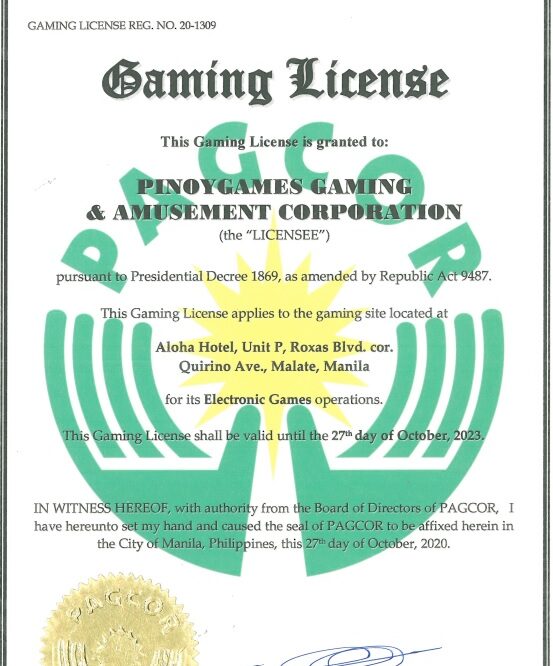 GAMING LICENSE REG. NO. 20-1309
Gaming License
This Gaming License is granted to:
PINOYGAMES GAMING
& AMUSEMENT CORPORATION
(the "LICENSEE")
pursuant to Presidential Decree 1869, as amended by Republic Act 9487.
This Gaming License applies to the gaming site located at
Aloha Hotel, Unit P, Roxas Blvd. cor.
Quirino Ave., Malate, Manila
for its Electronic Games operations.
This Gaming License shall be valid until the 27th day of October, 2023.
IN WITNESS HEREOF, with authority from the Board of Directors of PAGCOR, I
have hereunto set my hand and caused the seal of PAGCOR to be affixed herein in
the City of Manila, Philippines, this 27th day of October, 2020.
PAGCOR
PAGCOR